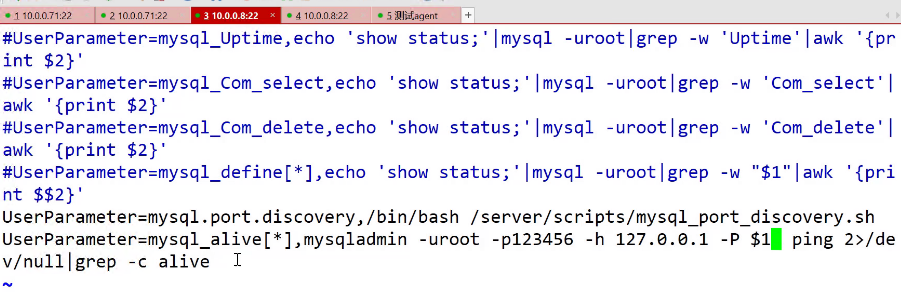 1 10.0.0.71:22 2 10.0.0.71:22 3 10.0.0.8:22 × 4 10.0.0.8:22 5 测试agent +
#UserParameter=mysql_Uptime,echo 'show status;'|mysql -uroot|grep -w 'Uptime'|awk '{pr
int $2}'
#UserParameter=mysql_Com_select,echo 'show status;'|mysql -uroot|grep -w 'Com_select'|
awk '{print $2}'
#UserParameter=mysql_Com_delete,echo 'show status;'|mysql -uroot|grep -w 'Com_delete'|
awk '{print $2}'
#UserParameter=mysql_define[*],echo 'show status;'|mysql -uroot|grep -w "$1"|awk '{pri
nt $$2}'
UserParameter=mysql.port.discovery,/bin/bash /server/scripts/mysql_port_discovery.sh
UserParameter=mysql_alive[*],mysqladmin -uroot -p123456 -h 127.0.0.1 -P $1 ping 2>/de
v/null|grep -c alive
~